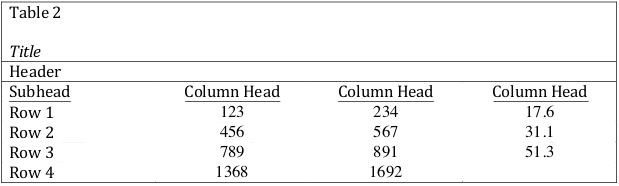 Table 2
Title
Header
Subhead Column Head Column Head Column Head
Row 1 123 234 17.6
Row 2 456 567 31.1
Row 3 789 891 51.3
Row 4 1368 1692